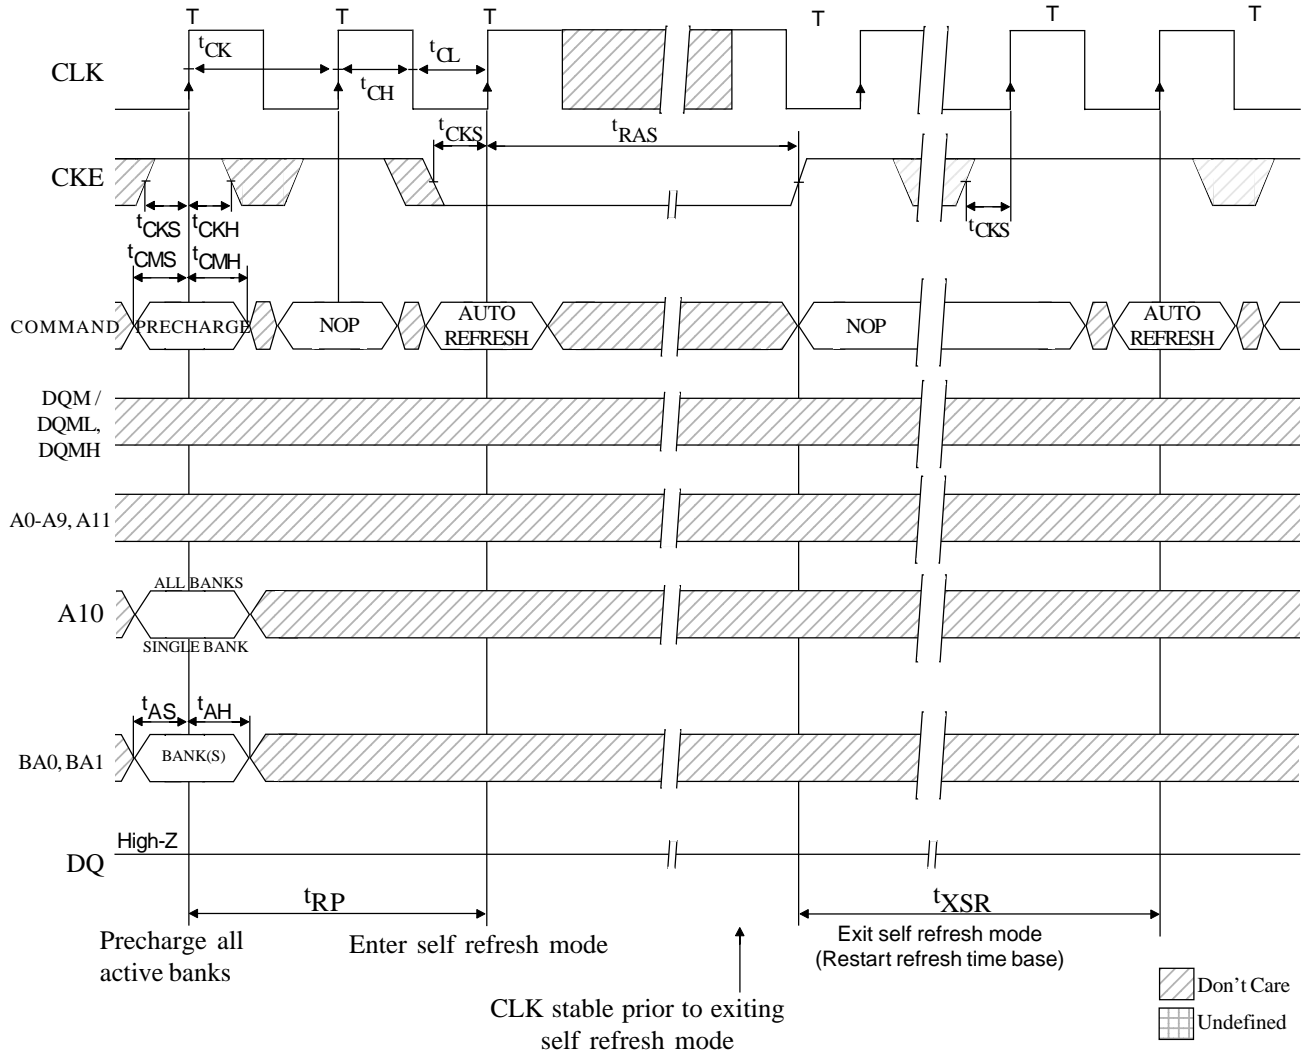 T T T T T T
CLK
tCK
tCH
tCL
CKE
tCKS
tRAS
tCKS
tCKH
tCKS
tCMS
tCMH
COMMAND
PRECHARGE
NOP
AUTO
REFRESH
NOP
AUTO
REFRESH
DQM /
DQML,
DQMH
A0-A9, A11
A10
ALL BANKS
SINGLE BANK
tAS
tAH
BA0, BA1
BANK(S)
DQ
High-Z
tRP
tXSR
Precharge all
active banks
Enter self refresh mode
CLK stable prior to exiting
self refresh mode
Exit self refresh mode
(Restart refresh time base)
Don't Care
Undefined